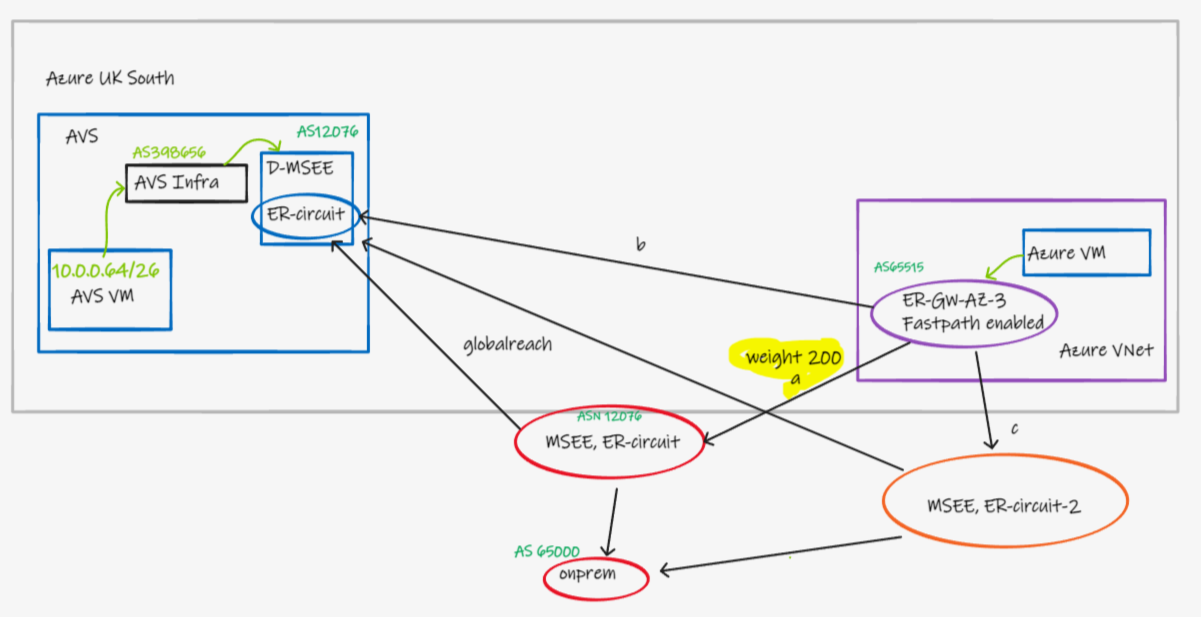 Azure UK South
AVS
AS398656
AS12076
AVS Infra
D-MSEE
ER-circuit
10.0.0.64/26
AVS VM
b
globalreach
weight 200
a
AS65515
Azure VM
ER-GW-AZ-3
Fastpath enabled
Azure VNet
ASN 12076
MSEE, ER-circuit
c
MSEE, ER-circuit-2
AS 65000
onprem